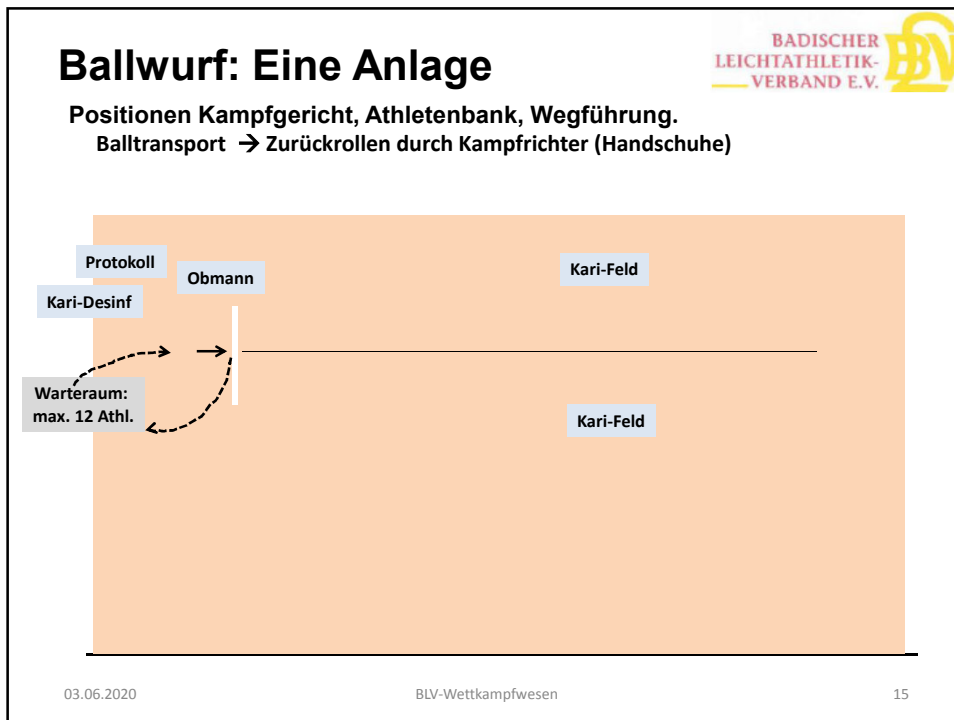 Ballwurf: Eine Anlage
BADISCHER
LEICHTATHLETIK-
VERBAND E.V.
BLV
Positionen Kampfgericht, Athletenbank, Wegführung.
Balltransport → Zurückrollen durch Kampfrichter (Handschuhe)
Protokoll
Obmann
Kari-Feld
Kari-Desinf
Warteraum:
max. 12 Athl.
Kari-Feld
03.06.2020
BLV-Wettkampfwesen
15